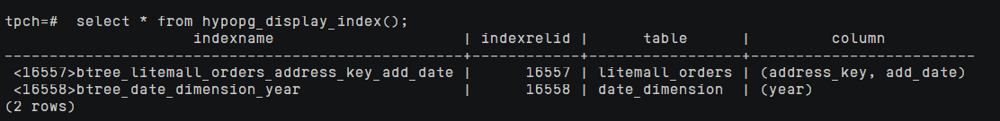 tpch=#  select * from hypopg_display_index();
                     indexname                     | indexrelid |      table      |         column
---------------------------------------------------+------------+-----------------+-------------------------
 <16557>btree_litemall_orders_address_key_add_date |      16557 | litemall_orders | (address_key, add_date)
 <16558>btree_date_dimension_year                  |      16558 | date_dimension  | (year)
(2 rows)